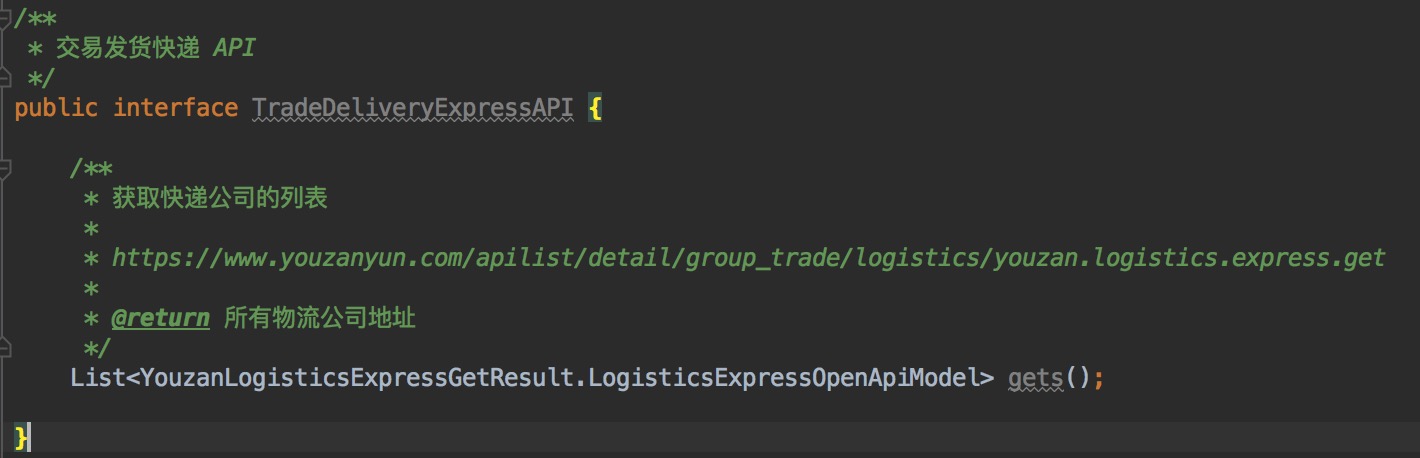 /**
 * 交易发货快递 API
 */
public interface TradeDeliveryExpressAPI {
    /**
     * 获取快递公司的列表
     *
     * https://www.youzanyun.com/apilist/detail/group_trade/logistics/youzan.logistics.express.get
     *
     * @return 所有物流公司地址
     */
    List<YouzanLogisticsExpressGetResult.LogisticsExpressOpenApiModel> gets();
}